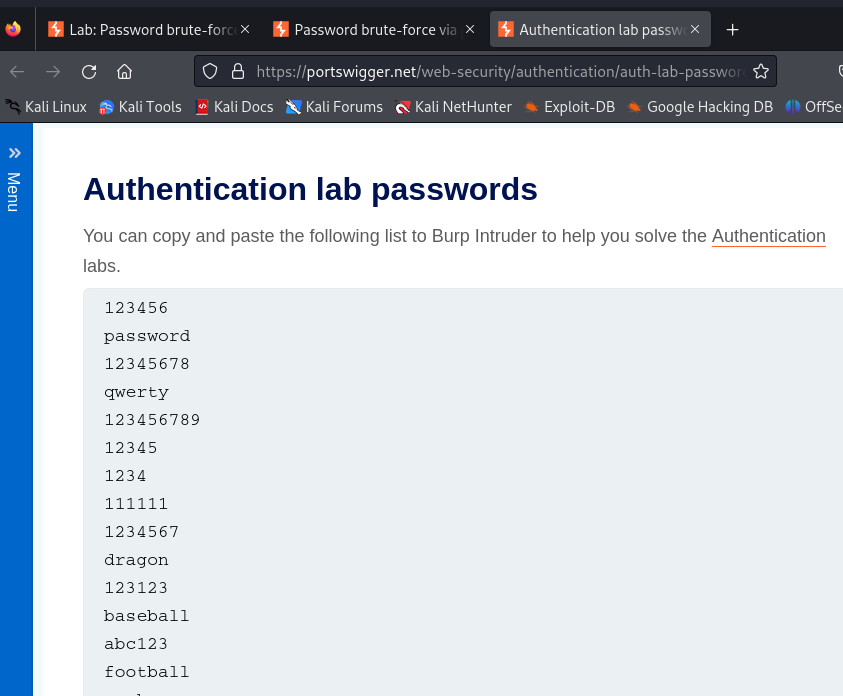 Lab: Password brute-forc
Password brute-force via
Authentication lab passw
https://portswigger.net/web-security/authentication/auth-lab-passwor
Kali Linux
Kali Tools
Kali Docs
Kali Forums
Kali NetHunter
Exploit-DB
Google Hacking DB
OffSe
Menu
Authentication lab passwords
You can copy and paste the following list to Burp Intruder to help you solve the Authentication
labs.
123456
password
12345678
qwerty
123456789
12345
1234
111111
1234567
dragon
123123
baseball
abc123
football